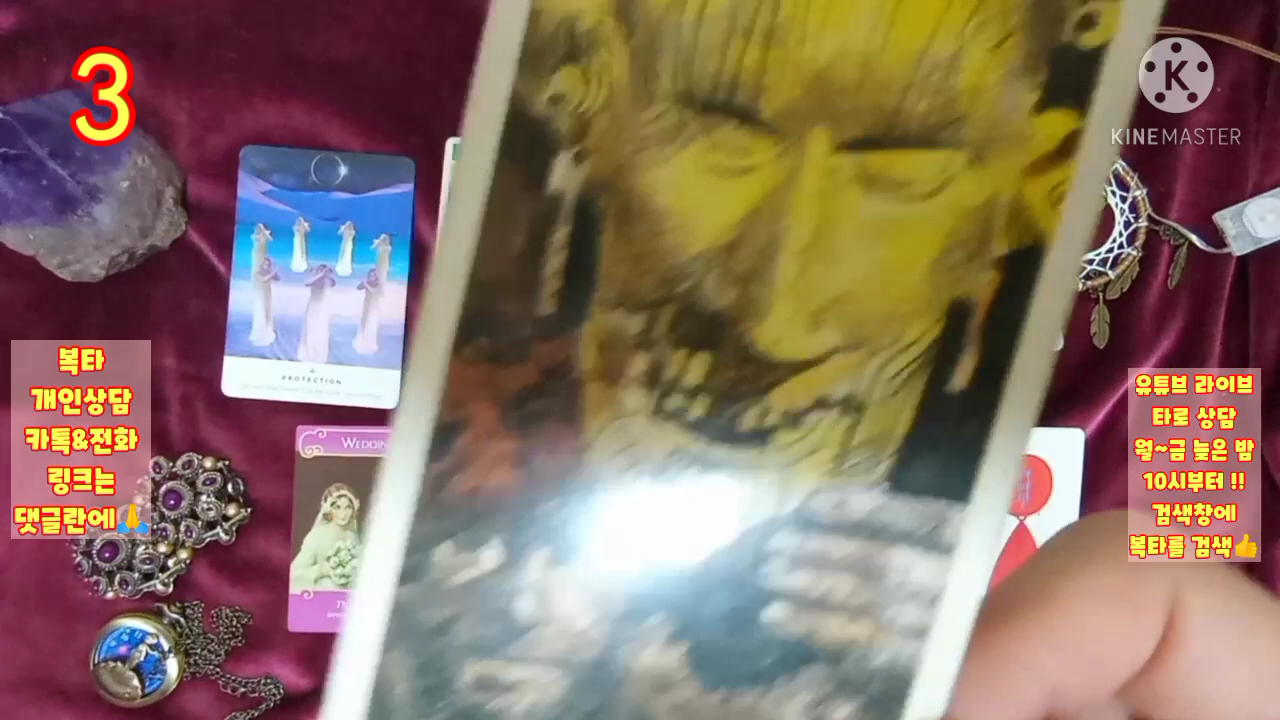 3
K
KINEMASTER
PROTECTION
WEDDIN
복타
개인상담
카톡&전화
링크는
댓글란에🙏
유튜브 라이브
타로 상담
월~금 늦은 밤
10시부터 !!
검색창에
복타를 검색👍